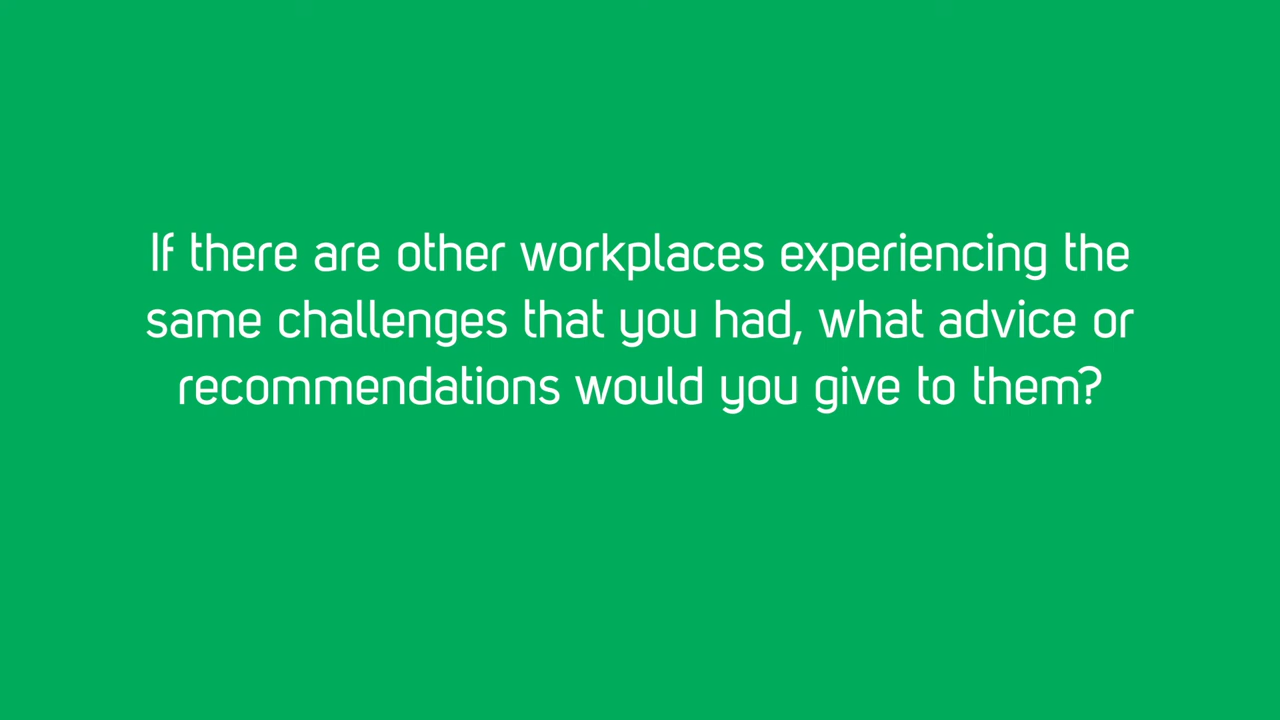 If there are other workplaces experiencing the
same challenges that you had, what advice or
recommendations would you give to them?